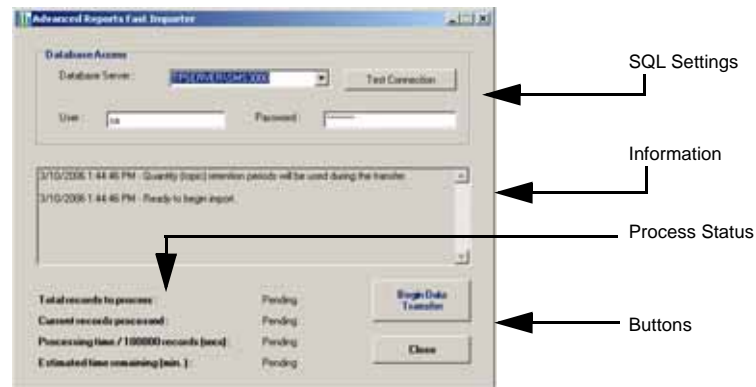 Advanced Reports Fast Importer
Database Access
Database Server:
Test Connection
User:
sa
Password:
3/10/2006 1:44:46 PM - Quantity (topic) retention periods will be used during the transfer.
3/10/2006 1:44:46 PM - Ready to begin import.
Total records to process: Pending
Current records processed: Pending
Processing time / 100000 records (secs): Pending
Estimated time remaining (min.): Pending
Begin Data
Transfer
Close
SQL Settings
Information
Process Status
Buttons